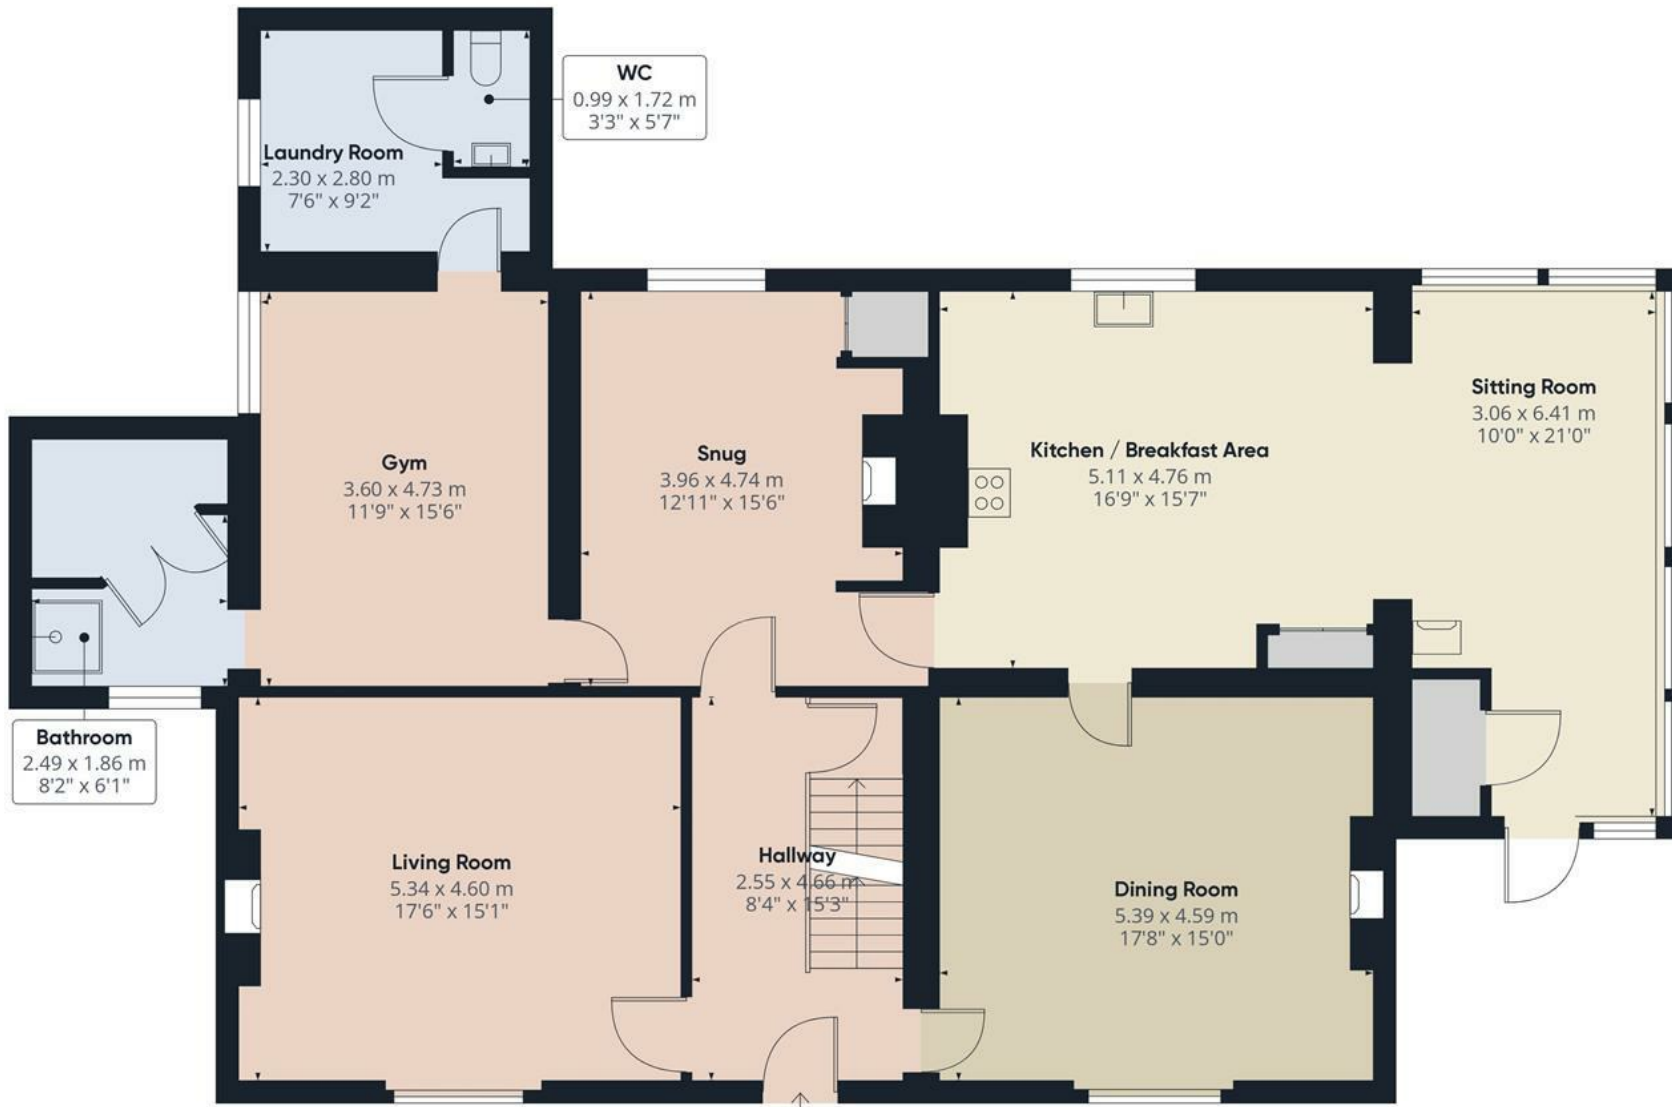 WC
0.99 x 1.72 m
3'3" x 5'7"
Laundry Room
2.30 x 2.80 m
7'6" x 9'2"
Sitting Room
3.06 x 6.41 m
10'0" x 21'0"
Kitchen / Breakfast Area
5.11 x 4.76 m
16'9" x 15'7"
Snug
3.96 x 4.74 m
12'11" x 15'6"
Gym
3.60 x 4.73 m
11'9" x 15'6"
Bathroom
2.49 x 1.86 m
8'2" x 6'1"
Living Room
5.34 x 4.60 m
17'6" x 15'1"
Hallway
2.55 x 4.66 m
8'4" x 15'3"
Dining Room
5.39 x 4.59 m
17'8" x 15'0"